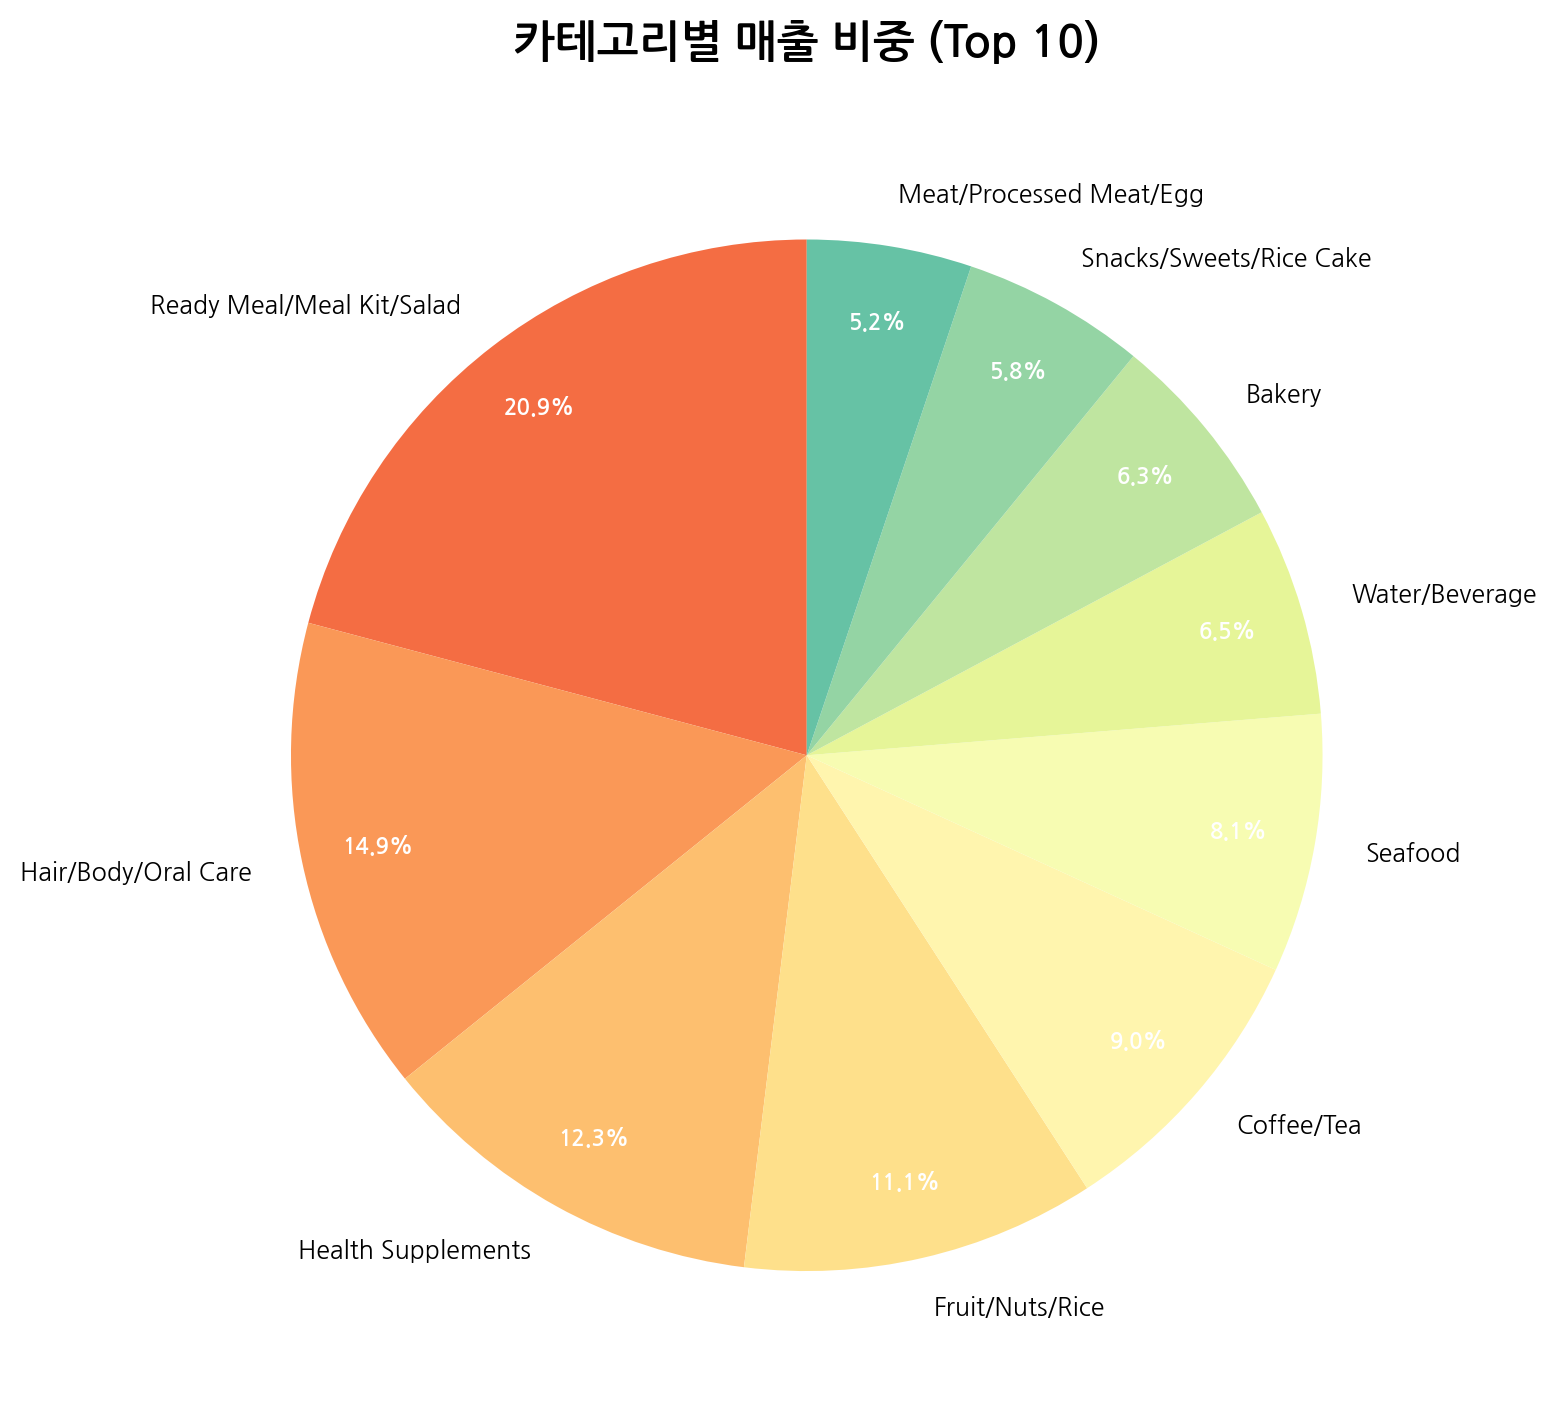 카테고리별 매출 비중 (Top 10)
Meat/Processed Meat/Egg
5.2%
Snacks/Sweets/Rice Cake
5.8%
Bakery
6.3%
Water/Beverage
6.5%
Seafood
8.1%
Coffee/Tea
9.0%
Fruit/Nuts/Rice
11.1%
Health Supplements
12.3%
Hair/Body/Oral Care
14.9%
Ready Meal/Meal Kit/Salad
20.9%